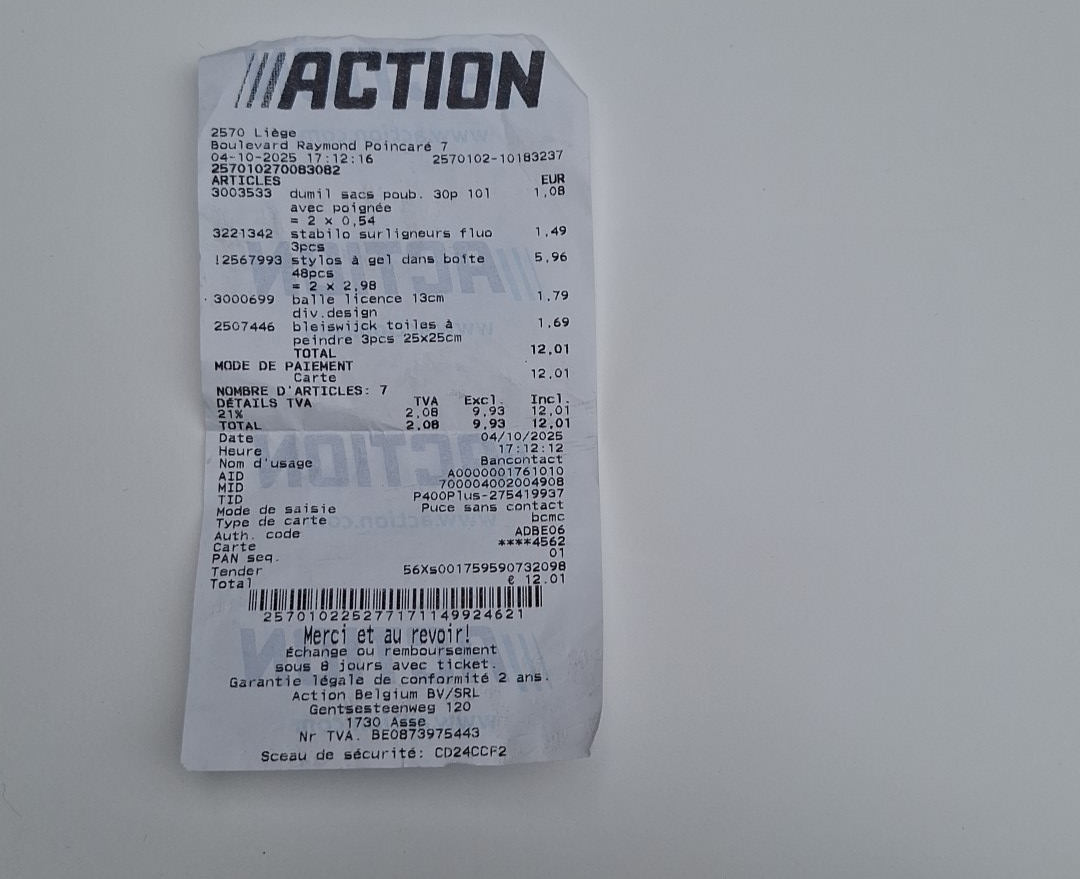 ACTION
2570 Liège
Boulevard Raymond Poincaré 7
04-10-2025 17:12:16 2570102-10183237
257010270083082
ARTICLES EUR
3003533 dumil sacs poub. 30p 10l 1,08
avec poignée
= 2 x 0,54
3221342 stabilo surligneurs fluo 1,49
3pcs
!2567993 stylos à gel dans boîte 5,96
48pcs
= 2 x 2,98
3000699 balle licence 13cm 1,79
div.design
2507446 bleiswijck toiles à 1,69
peindre 3pcs 25x25cm
TOTAL 12,01
MODE DE PAIEMENT
Carte 12,01
NOMBRE D'ARTICLES: 7
DÉTAILS TVA TVA Excl. Incl.
21% 2,08 9,93 12,01
TOTAL 2,08 9,93 12,01
Date 04/10/2025
Heure 17:12:12
Nom d'usage Bancontact
AID A0000001761010
MID 700004002004908
TID P400Plus-275419937
Mode de saisie Puce sans contact
Type de carte bcmc
Auth. code ADBE06
Carte ****4562
PAN seq. 01
Tender 56Xs001759590732098
Total € 12.01
257010225277171149924621
Merci et au revoir!
Échange ou remboursement
sous 8 jours avec ticket.
Garantie légale de conformité 2 ans.
Action Belgium BV/SRL
Gentsesteenweg 120
1730 Asse
Nr TVA. BE0873975443
Sceau de sécurité: CD24CCF2